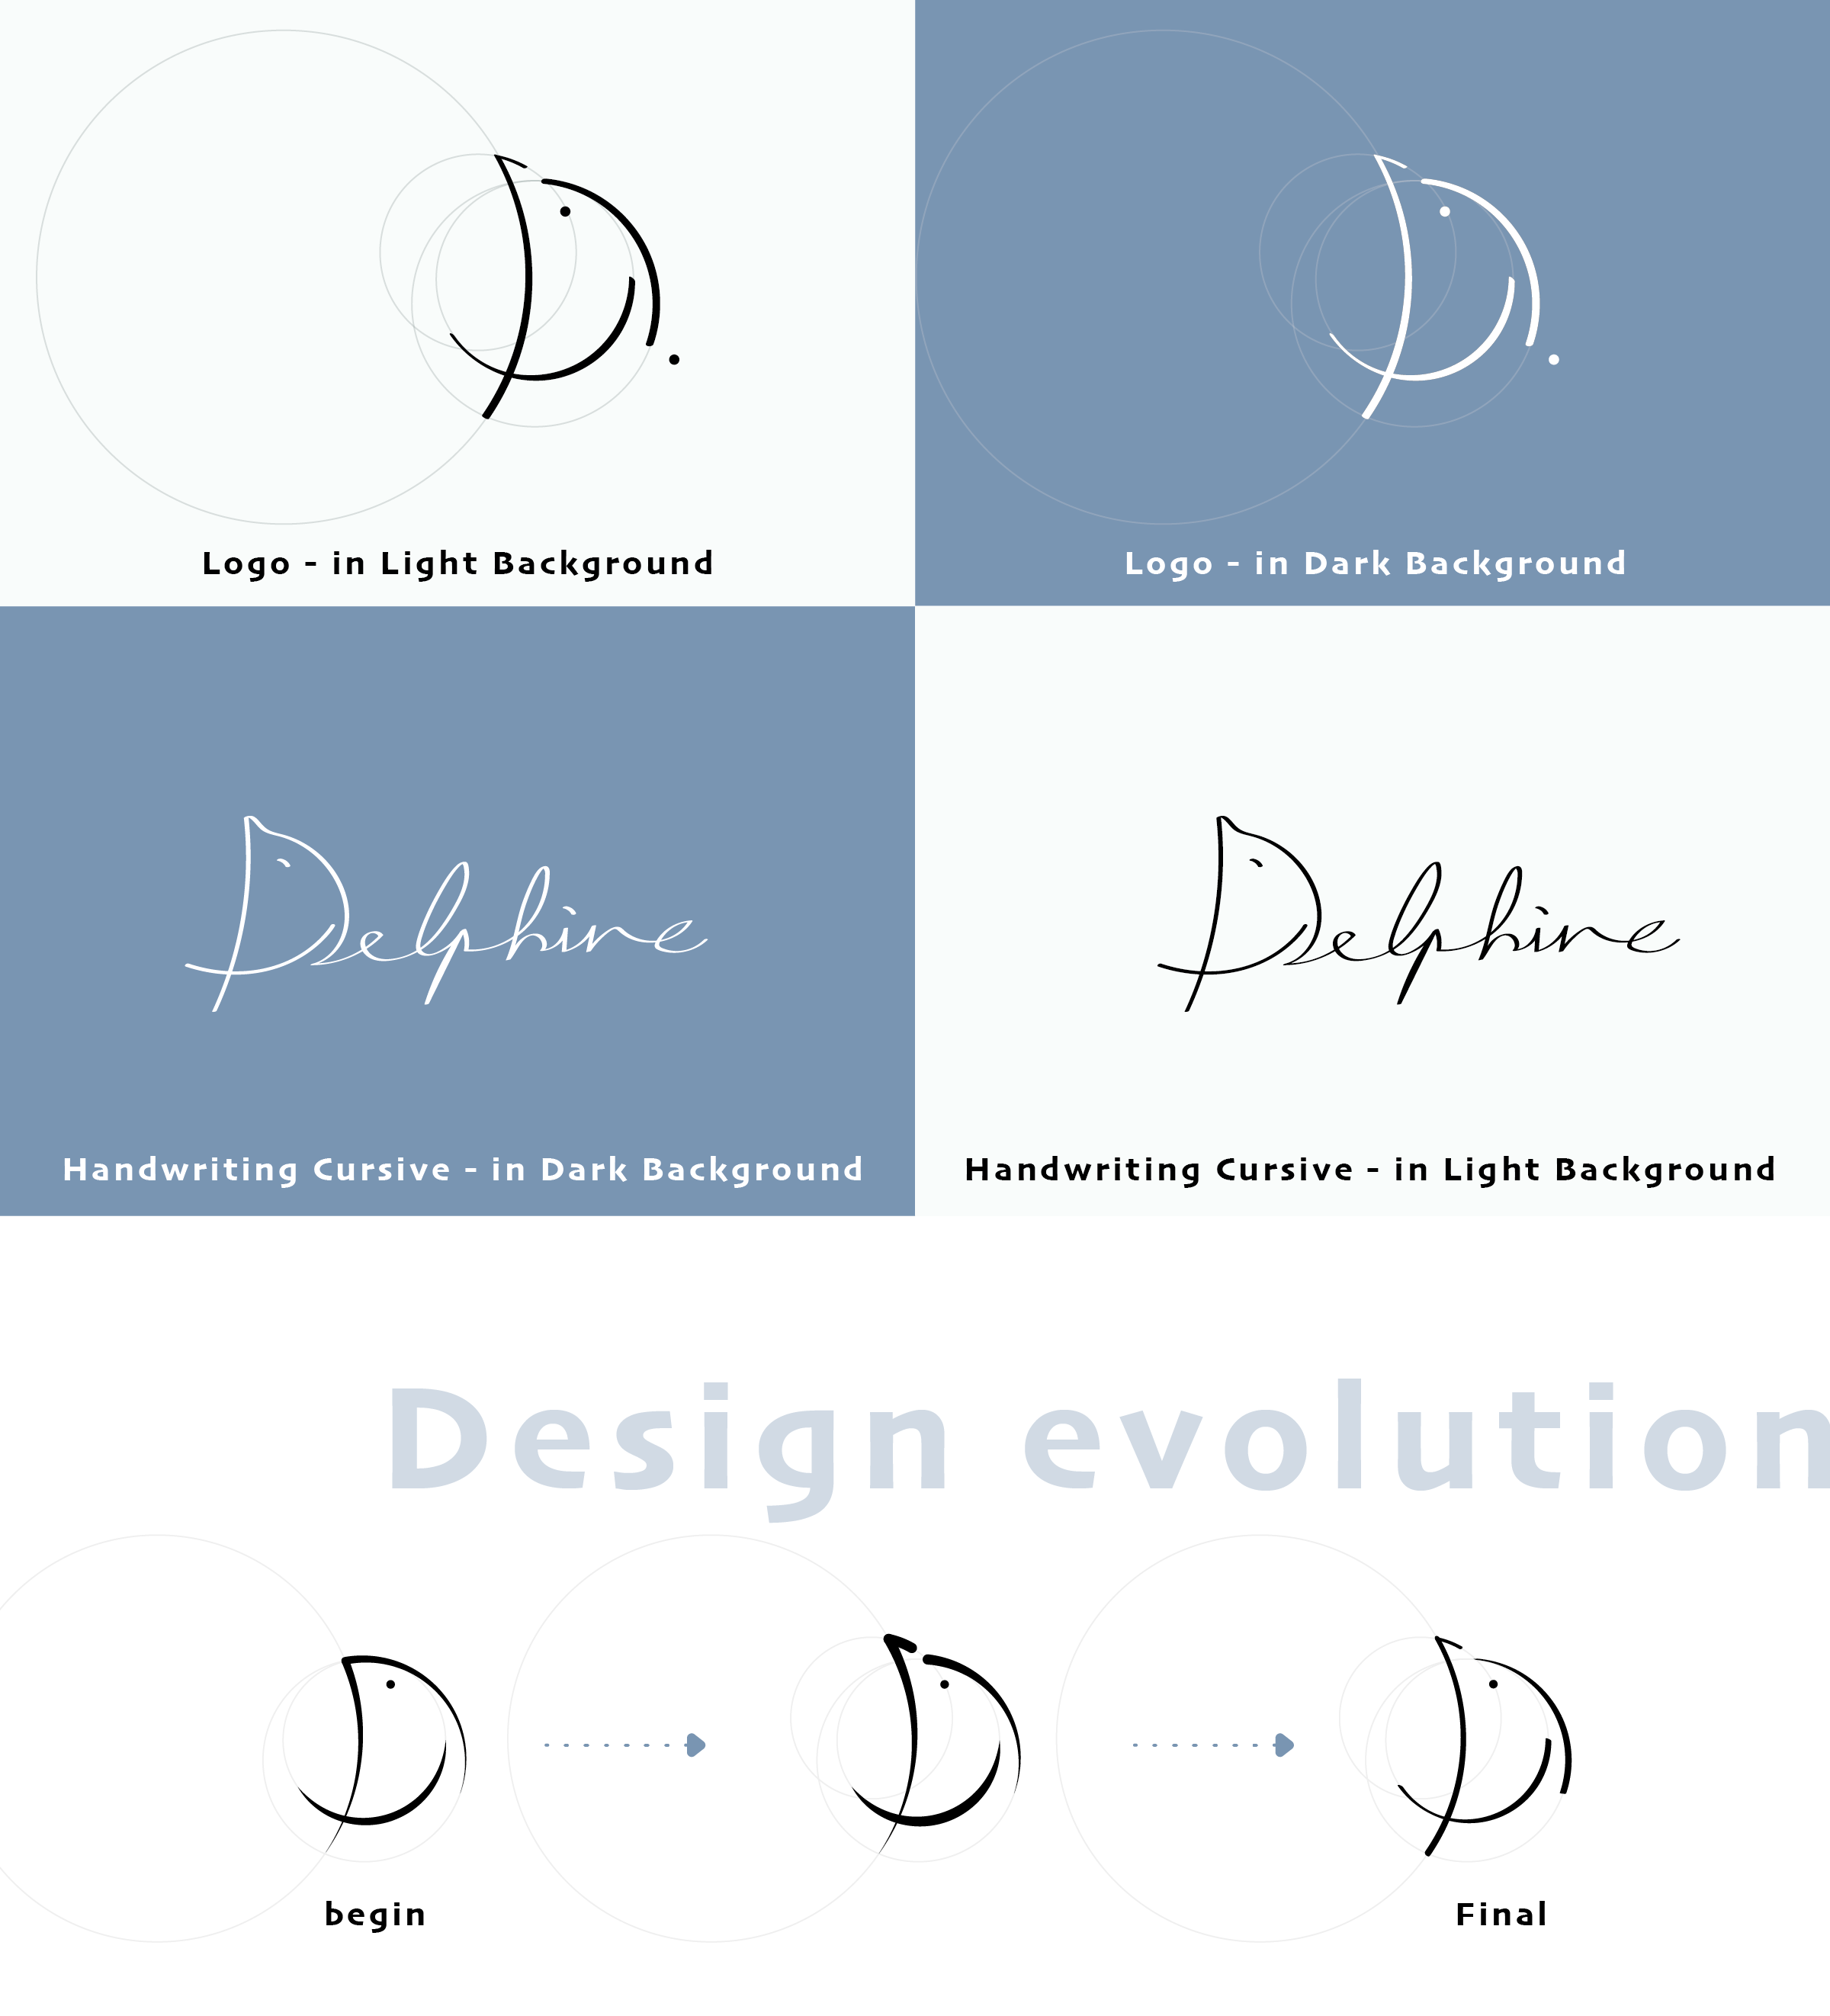 Logo - in Light Background
Logo - in Dark Background
Delphine
Handwriting Cursive - in Dark Background
Delphine
Handwriting Cursive - in Light Background
Design evolution
begin
Final